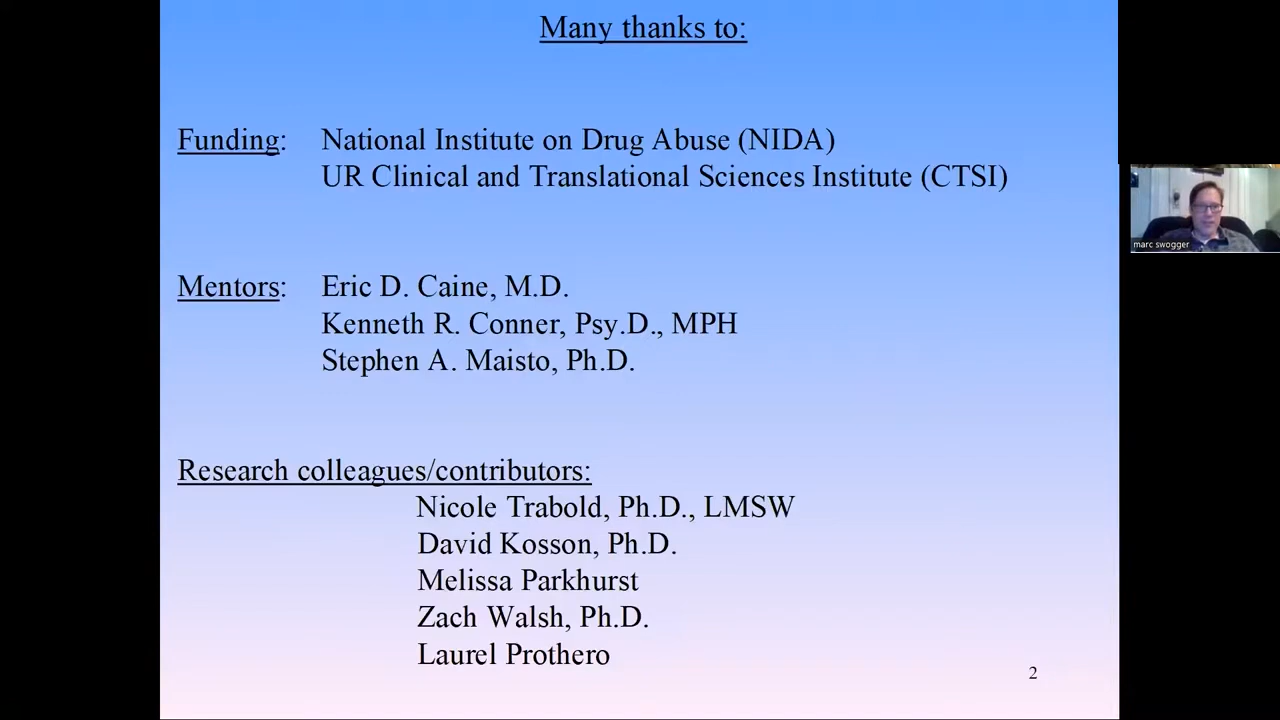 Many thanks to:
Funding: National Institute on Drug Abuse (NIDA)
UR Clinical and Translational Sciences Institute (CTSI)
Mentors: Eric D. Caine, M.D.
Kenneth R. Conner, Psy.D., MPH
Stephen A. Maisto, Ph.D.
Research colleagues/contributors:
Nicole Trabold, Ph.D., LMSW
David Kosson, Ph.D.
Melissa Parkhurst
Zach Walsh, Ph.D.
Laurel Prothero
2
marc swogger